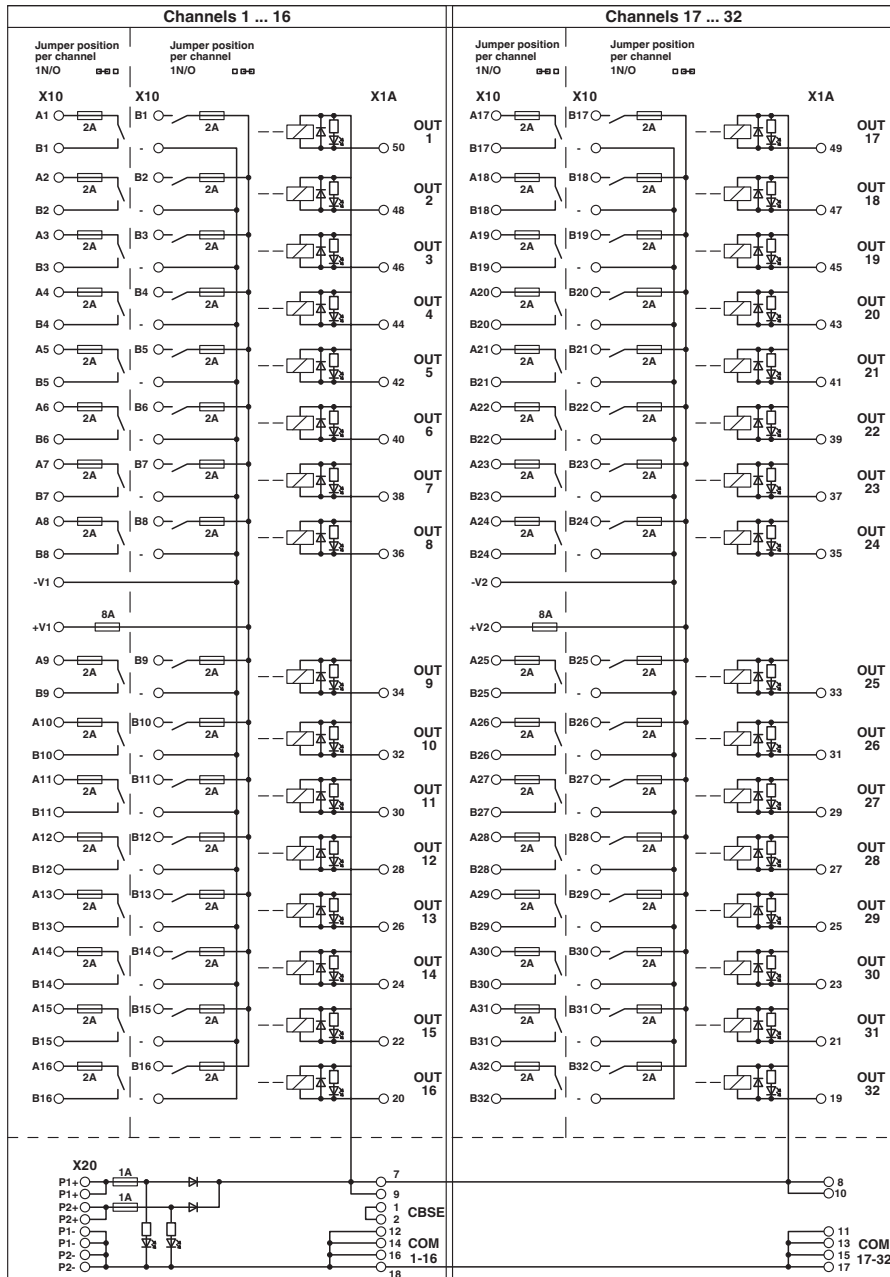 Channels 1 ... 16 Channels 17 ... 32
Jumper position Jumper position Jumper position Jumper position
per channel per channel per channel per channel
1N/O 1N/O 1N/O 1N/O
X10 X10 X1A X10 X10 X1A
A1 2A B1 2A OUT 1 A17 2A B17 2A OUT 17
B1 - 50 B17 - 49
A2 2A B2 2A OUT 2 A18 2A B18 2A OUT 18
B2 - 48 B18 - 47
A3 2A B3 2A OUT 3 A19 2A B19 2A OUT 19
B3 - 46 B19 - 45
A4 2A B4 2A OUT 4 A20 2A B20 2A OUT 20
B4 - 44 B20 - 43
A5 2A B5 2A OUT 5 A21 2A B21 2A OUT 21
B5 - 42 B21 - 41
A6 2A B6 2A OUT 6 A22 2A B22 2A OUT 22
B6 - 40 B22 - 39
A7 2A B7 2A OUT 7 A23 2A B23 2A OUT 23
B7 - 38 B23 - 37
A8 2A B8 2A OUT 8 A24 2A B24 2A OUT 24
B8 - 36 B24 - 35
-V1 -V2
8A 8A
+V1 +V2
A9 2A B9 2A OUT 9 A25 2A B25 2A OUT 25
B9 - 34 B25 - 33
A10 2A B10 2A OUT 10 A26 2A B26 2A OUT 26
B10 - 32 B26 - 31
A11 2A B11 2A OUT 11 A27 2A B27 2A OUT 27
B11 - 30 B27 - 29
A12 2A B12 2A OUT 12 A28 2A B28 2A OUT 28
B12 - 28 B28 - 27
A13 2A B13 2A OUT 13 A29 2A B29 2A OUT 29
B13 - 26 B29 - 25
A14 2A B14 2A OUT 14 A30 2A B30 2A OUT 30
B14 - 24 B30 - 23
A15 2A B15 2A OUT 15 A31 2A B31 2A OUT 31
B15 - 22 B31 - 21
A16 2A B16 2A OUT 16 A32 2A B32 2A OUT 32
B16 - 20 B32 - 19
X20
P1+ 1A 7 8
P1+ 9 10
P2+ 1A 1 CBSE
P2+ 2
P1- 12 11
P1- 14 COM 13 COM
P2- 16 1-16 15 17-32
P2- 18 17